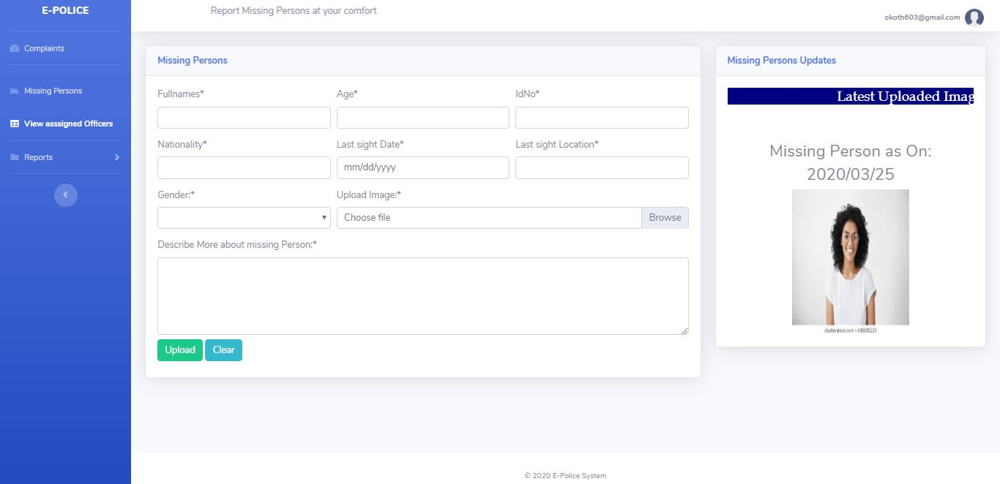 E-POLICE
Complaints
Missing Persons
View asssigned Officers
Reports
Report Missing Persons at your comfort
okoth603@gmail.com
Missing Persons
Fullnames*
Age*
IdNo*
Nationality*
Last sight Date*
Last sight Location*
mm/dd/yyyy
Gender:*
Upload Image:*
Choose file
Browse
Describe More about missing Person:*
Upload
Clear
Missing Persons Updates
Latest Uploaded Imag
Missing Person as On:
2020/03/25
shutterstock.com • 640005220
© 2020 E-Police System